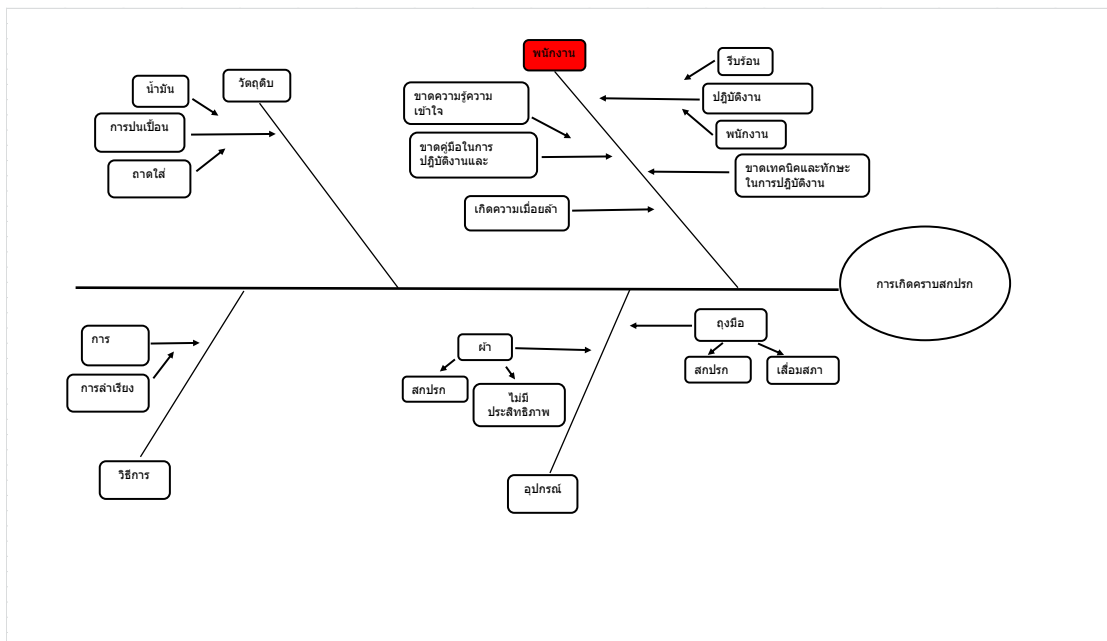 พนักงาน
รีบร้อน
น้ำมัน
วัตถุดิบ
ขาดความรู้ความ
เข้าใจ
ปฎิบัติงาน
การปนเปื้อน
พนักงาน
ขาดคู่มือในการ
ปฎิบัติงานและ
ถาดใส่
ขาดเทคนิคและทักษะ
ในการปฎิบัติงาน
เกิดความเมื่อยล้า
การเกิดคราบสกปรก
การ
ถุงมือ
ผ้า
การลำเรียง
สกปรก
เสื่อมสภา
สกปรก
ไม่มี
ประสิทธิภาพ
วิธีการ
อุปกรณ์